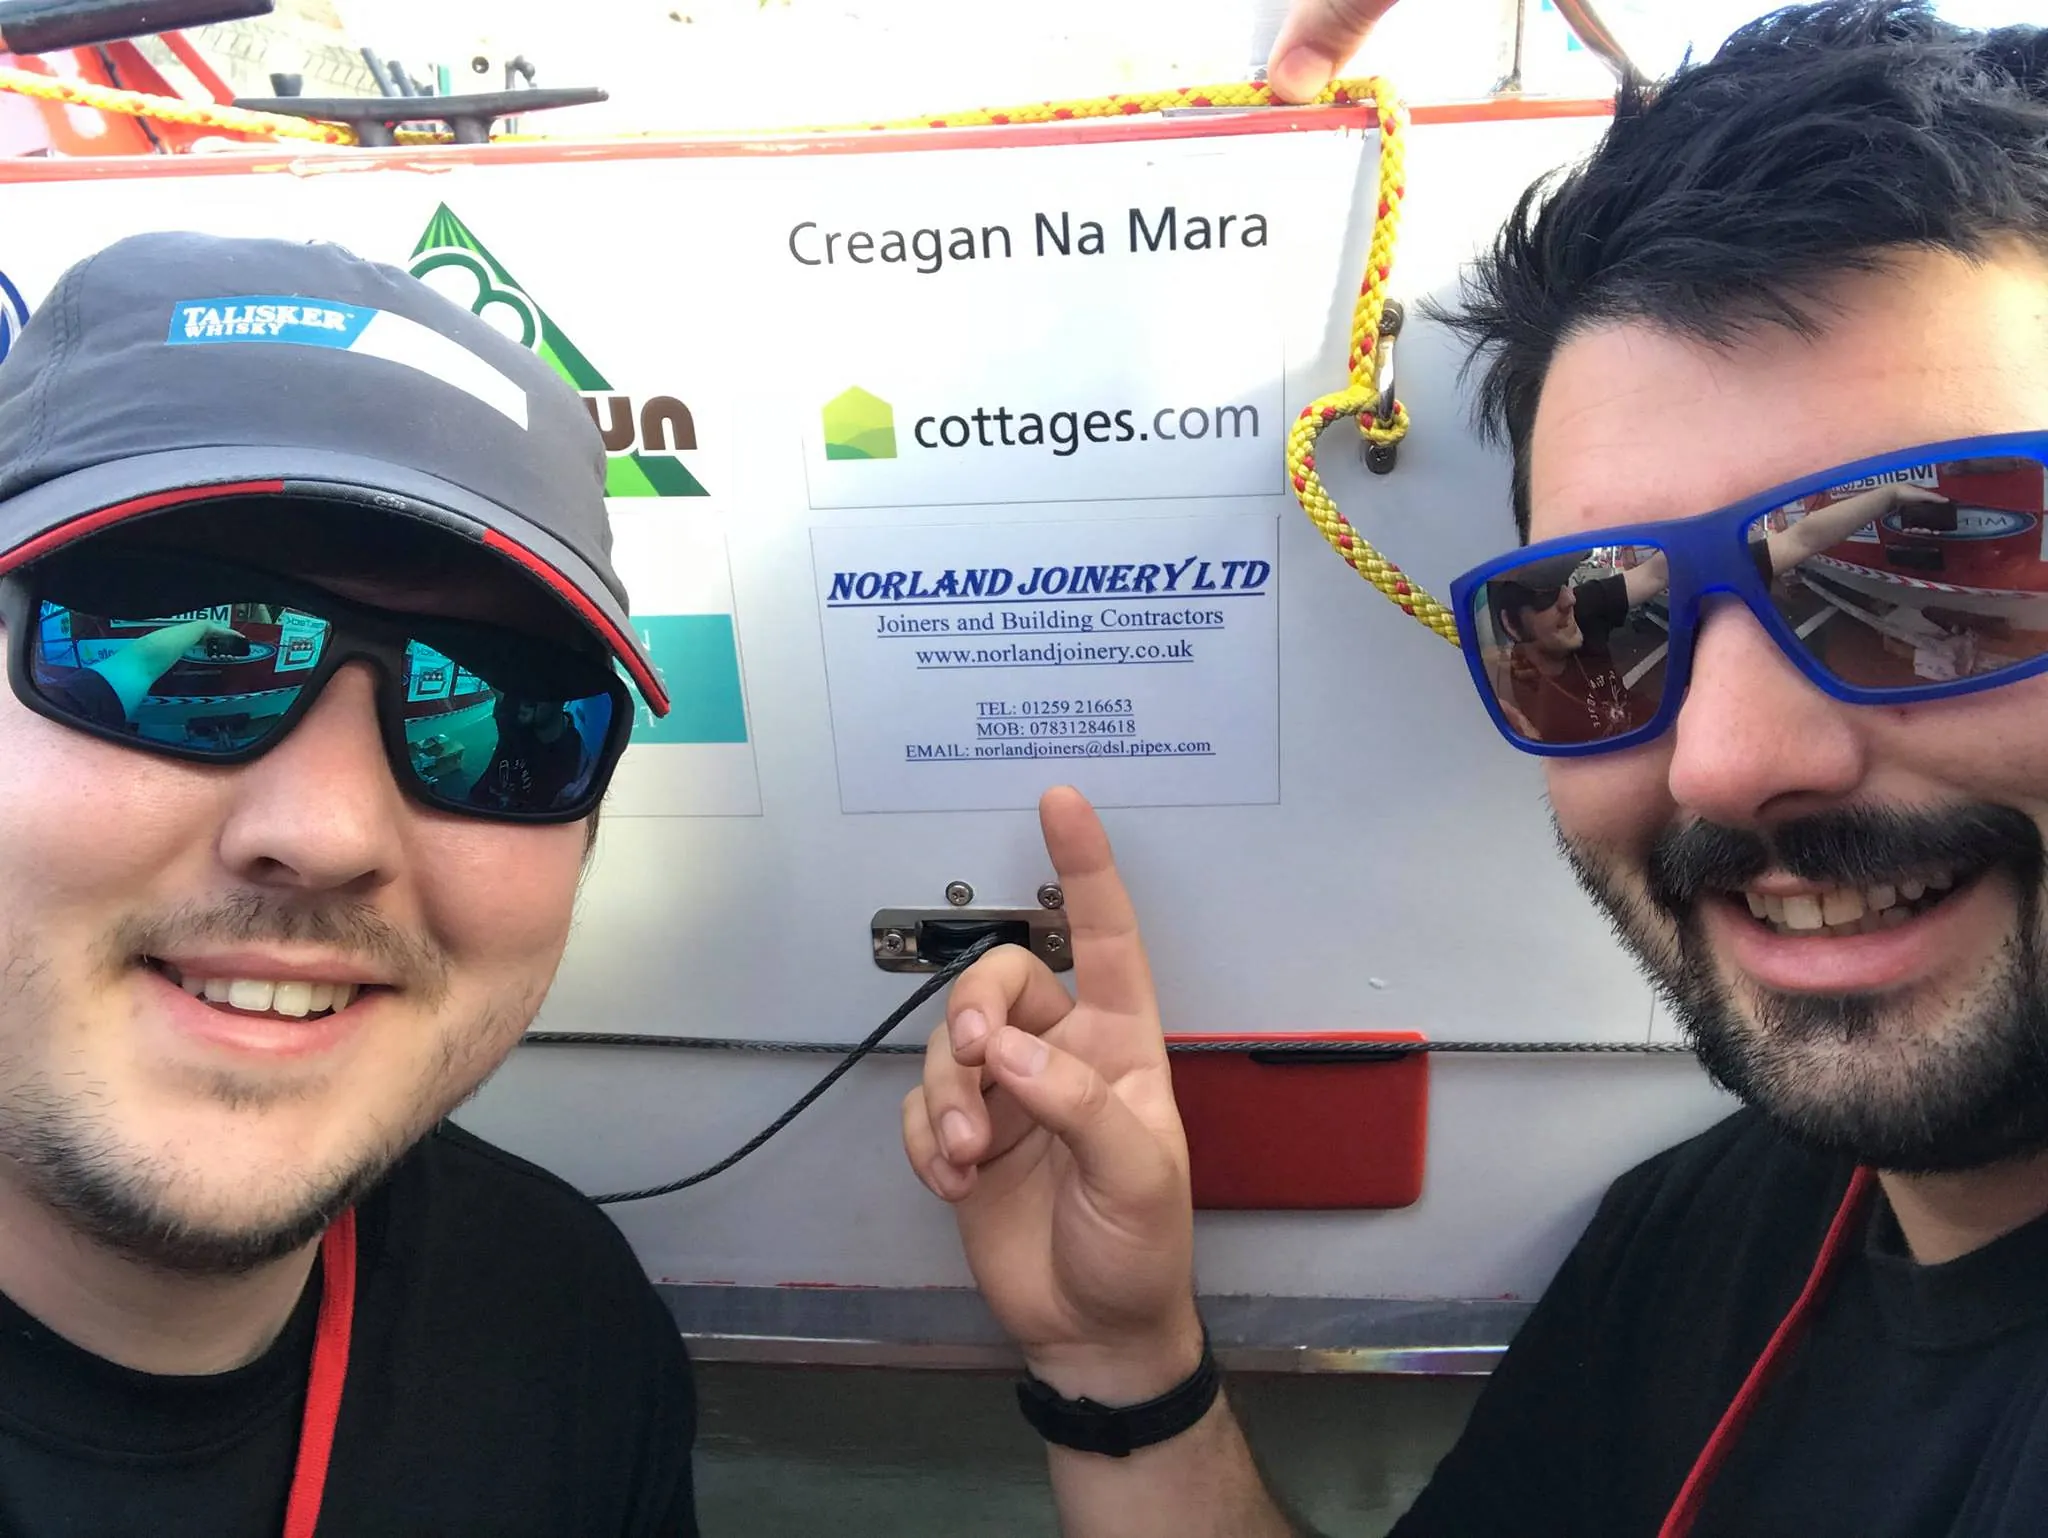 TALISKER
WHISKY
Creagan Na Mara
cottages.com
NORLAND JOINERY LTD
Joiners and Building Contractors
www.norlandjoinery.co.uk
TEL: 01259 216653
MOB: 07831284618
EMAIL: norlandjoiners@dsl.pipex.com